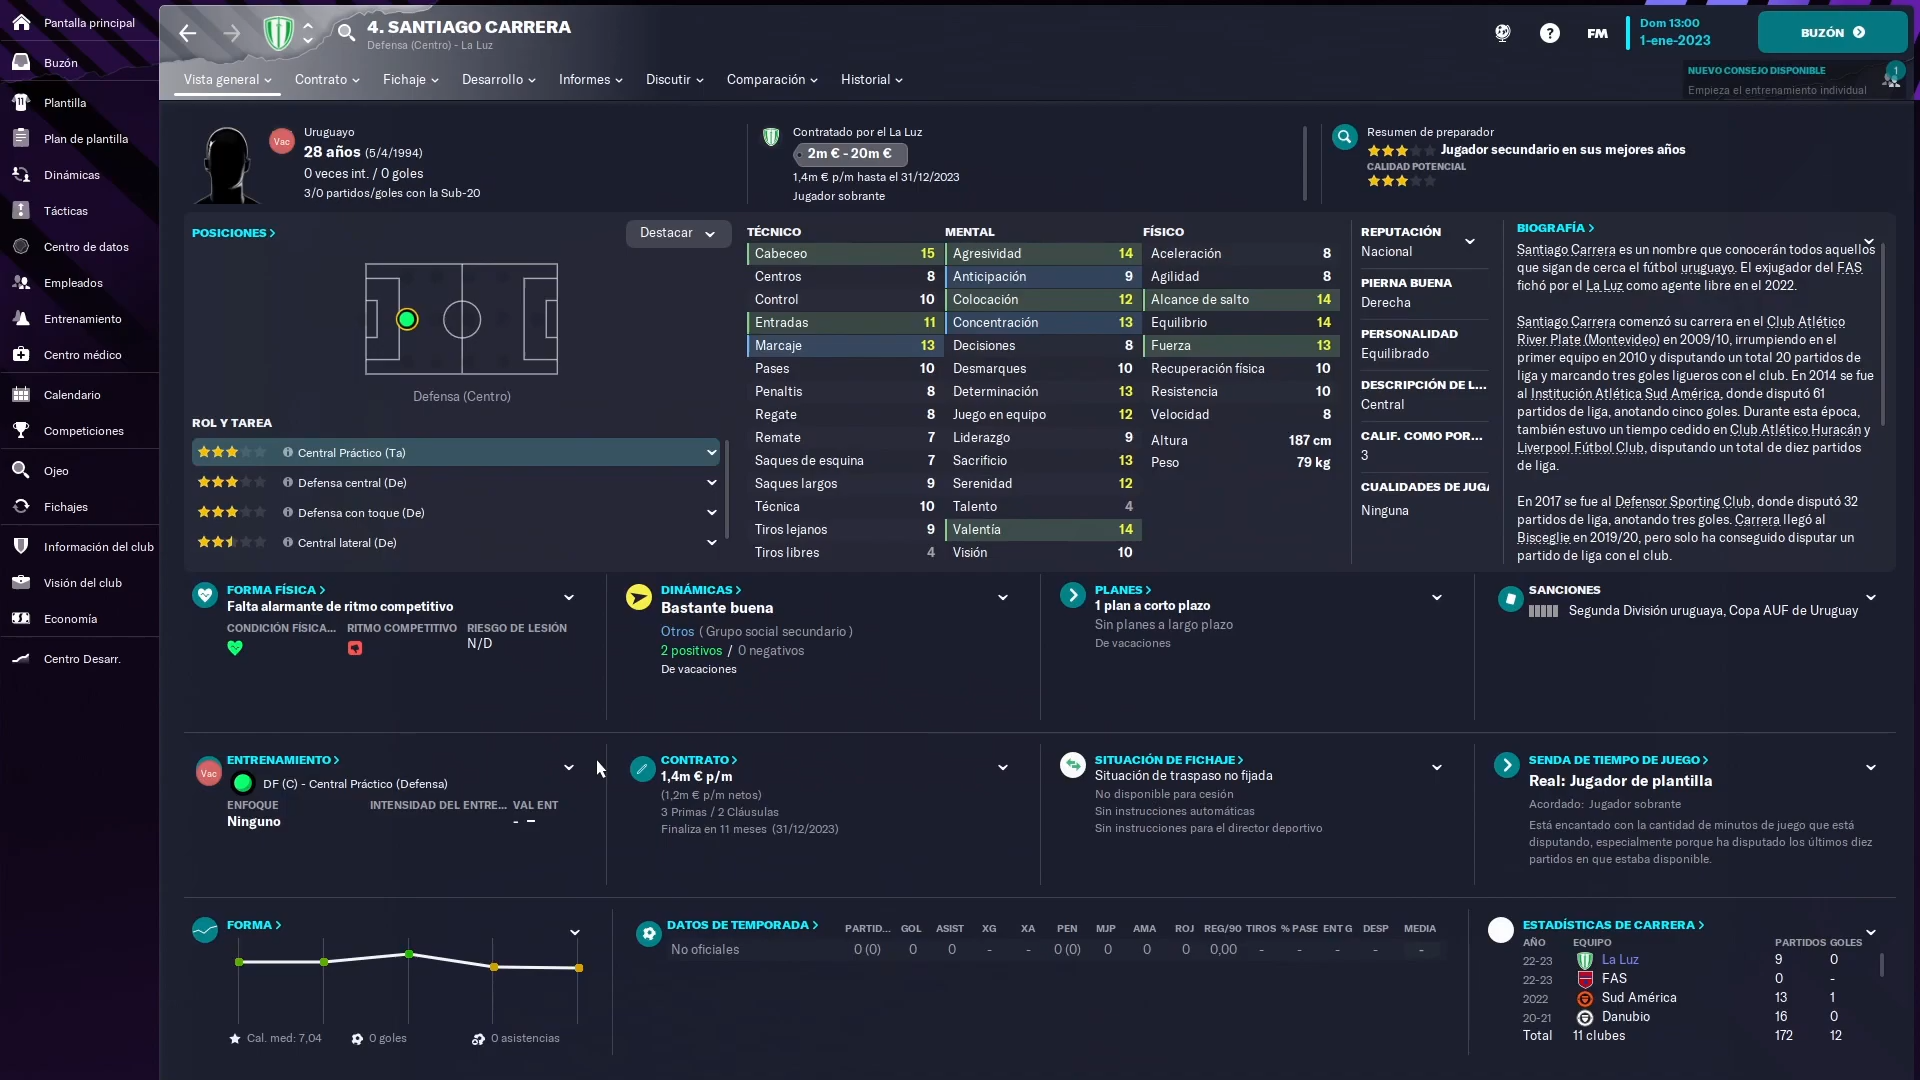 Pantalla principal
Buzón
Plantilla
Plan de plantilla
Dinámicas
Tácticas
Centro de datos
Empleados
Entrenamiento
Centro médico
Calendario
Competiciones
Ojeo
Fichajes
Información del club
Visión del club
Economía
Centro Desarr.
4. SANTIAGO CARRERA
Defensa (Centro) - La Luz
FM
Dom 13:00
1-ene-2023
BUZÓN
Vista general
Contrato
Fichaje
Desarrollo
Informes
Discutir
Comparación
Historial
NUEVO CONSEJO DISPONIBLE
1
Empieza el entrenamiento individual
Vac
Uruguayo
28 años (5/4/1994)
0 veces int. / 0 goles
3/0 partidos/goles con la Sub-20
Contratado por el La Luz
2m € - 20m €
1,4m € p/m hasta el 31/12/2023
Jugador sobrante
Resumen de preparador
Jugador secundario en sus mejores años
CALIDAD POTENCIAL
POSICIONES
Destacar
Defensa (Centro)
ROL Y TAREA
Central Práctico (Ta)
Defensa central (De)
Defensa con toque (De)
Central lateral (De)
TÉCNICO
Cabeceo 15
Centros 8
Control 10
Entradas 11
Marcaje 13
Pases 10
Penaltis 8
Regate 8
Remate 7
Saques de esquina 7
Saques largos 9
Técnica 10
Tiros lejanos 9
Tiros libres 4
MENTAL
Agresividad 14
Anticipación 9
Colocación 12
Concentración 13
Decisiones 8
Desmarques 10
Determinación 13
Juego en equipo 12
Liderazgo 9
Sacrificio 13
Serenidad 12
Talento 4
Valentía 14
Visión 10
FÍSICO
Aceleración 8
Agilidad 8
Alcance de salto 14
Equilibrio 14
Fuerza 13
Recuperación física 10
Resistencia 10
Velocidad 8
Altura 187 cm
Peso 79 kg
REPUTACIÓN
Nacional
PIERNA BUENA
Derecha
PERSONALIDAD
Equilibrado
DESCRIPCIÓN DE L...
Central
CALIF. COMO POR...
3
CUALIDADES DE JUGA
Ninguna
BIOGRAFÍA
Santiago Carrera es un nombre que conocerán todos aquellos
que sigan de cerca el fútbol uruguayo. El exjugador del FAS
fichó por el La Luz como agente libre en el 2022.
Santiago Carrera comenzó su carrera en el Club Atlético
River Plate (Montevideo) en 2009/10, irrumpiendo en el
primer equipo en 2010 y disputando un total 20 partidos de
liga y marcando tres goles ligueros con el club. En 2014 se fue
al Institución Atlética Sud América, donde disputó 61
partidos de liga, anotando cinco goles. Durante esta época,
también estuvo un tiempo cedido en Club Atlético Huracán y
Liverpool Fútbol Club, disputando un total de diez partidos
de liga.
En 2017 se fue al Defensor Sporting Club, donde disputó 32
partidos de liga, anotando tres goles. Carrera llegó al
Bisceglie en 2019/20, pero solo ha conseguido disputar un
partido de liga con el club.
FORMA FÍSICA
Falta alarmante de ritmo competitivo
CONDICIÓN FÍSICA... RITMO COMPETITIVO RIESGO DE LESIÓN
N/D
DINÁMICAS
Bastante buena
Otros ( Grupo social secundario )
2 positivos / 0 negativos
De vacaciones
PLANES
1 plan a corto plazo
Sin planes a largo plazo
De vacaciones
SANCIONES
Segunda División uruguaya, Copa AUF de Uruguay
Vac
ENTRENAMIENTO
DF (C) - Central Práctico (Defensa)
ENFOQUE INTENSIDAD DEL ENTRE... VAL ENT
Ninguno - –
CONTRATO
1,4m € p/m
(1,2m € p/m netos)
3 Primas / 2 Cláusulas
Finaliza en 11 meses (31/12/2023)
SITUACIÓN DE FICHAJE
Situación de traspaso no fijada
No disponible para cesión
Sin instrucciones automáticas
Sin instrucciones para el director deportivo
SENDA DE TIEMPO DE JUEGO
Real: Jugador de plantilla
Acordado: Jugador sobrante
Está encantado con la cantidad de minutos de juego que está
disputando, especialmente porque ha disputado los últimos diez
partidos en que estaba disponible.
FORMA
Cal. med: 7,04 0 goles 0 asistencias
DATOS DE TEMPORADA PARTID... GOL ASIST XG XA PEN MJP AMA ROJ REG/90 TIROS % PASE ENT G DESP MEDIA
No oficiales 0 (0) 0 0 - - 0 (0) 0 0 0 0,00 - - - - -
ESTADÍSTICAS DE CARRERA
AÑO EQUIPO PARTIDOS GOLES
22-23 La Luz 9 0
22-23 FAS 0 -
2022 Sud América 13 1
20-21 Danubio 16 0
Total 11 clubes 172 12